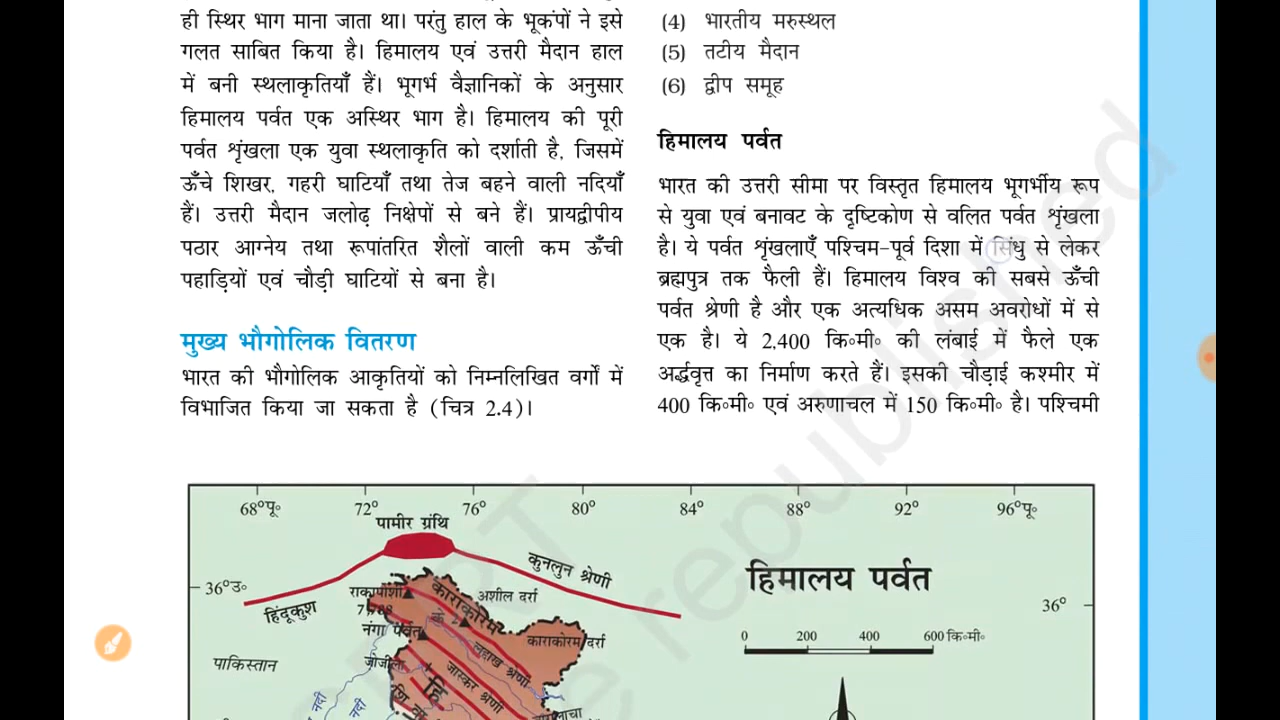 ही स्थिर भाग माना जाता था। परंतु हाल के भूकंपों ने इसे
गलत साबित किया है। हिमालय एवं उत्तरी मैदान हाल
में बनी स्थलाकृतियाँ हैं। भूगर्भ वैज्ञानिकों के अनुसार
हिमालय पर्वत एक अस्थिर भाग है। हिमालय की पूरी
पर्वत शृंखला एक युवा स्थलाकृति को दर्शाती है, जिसमें
ऊँचे शिखर, गहरी घाटियाँ तथा तेज बहने वाली नदियाँ
हैं। उत्तरी मैदान जलोढ़ निक्षेपों से बने हैं। प्रायद्वीपीय
पठार आग्नेय तथा रूपांतरित शैलों वाली कम ऊँची
पहाड़ियों एवं चौड़ी घाटियों से बना है।
मुख्य भौगोलिक वितरण
भारत की भौगोलिक आकृतियों को निम्नलिखित वर्गों में
विभाजित किया जा सकता है (चित्र 2.4)।
(4) भारतीय मरुस्थल
(5) तटीय मैदान
(6) द्वीप समूह
हिमालय पर्वत
भारत की उत्तरी सीमा पर विस्तृत हिमालय भूगर्भीय रूप
से युवा एवं बनावट के दृष्टिकोण से वलित पर्वत शृंखला
है। ये पर्वत शृंखलाएँ पश्चिम-पूर्व दिशा में सिंधु से लेकर
ब्रह्मपुत्र तक फैली हैं। हिमालय विश्व की सबसे ऊँची
पर्वत श्रेणी है और एक अत्यधिक असम अवरोधों में से
एक है। ये 2,400 कि॰मी॰ की लंबाई में फैले एक
अर्द्धवृत्त का निर्माण करते हैं। इसकी चौड़ाई कश्मीर में
400 कि॰मी॰ एवं अरुणाचल में 150 कि॰मी॰ है। पश्चिमी
68°पू॰ 72° 76° 80° 84° 88° 92° 96°पू॰
पामीर ग्रंथि
कुनलुन श्रेणी
36°उ॰
36°
हिमालय पर्वत
हिंदूकुश
राकापोशी
काराकोरम
अशील दर्रा
के 2
नंगा पर्वत
काराकोरम दर्रा
0 200 400 600 कि॰मी॰
पाकिस्तान
जोजीला
लद्दाख श्रेणी
जास्कर श्रेणी
हि
नदी
नदी
republished